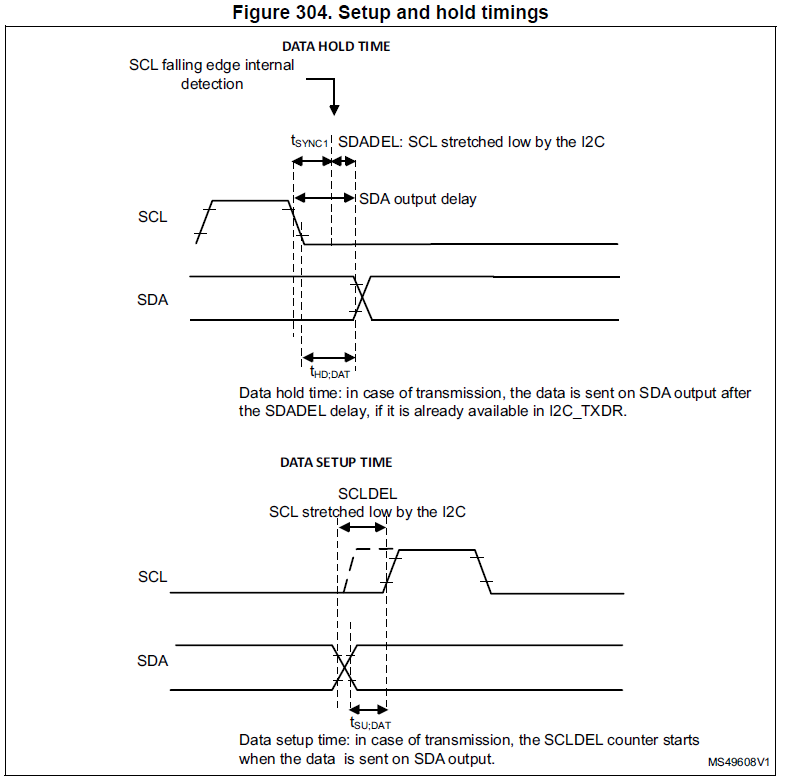 Figure 304. Setup and hold timings
DATA HOLD TIME
SCL falling edge internal
detection
tSYNC1
SDADEL: SCL stretched low by the I2C
SDA output delay
SCL
SDA
tHD;DAT
Data hold time: in case of transmission, the data is sent on SDA output after
the SDADEL delay, if it is already available in I2C_TXDR.
DATA SETUP TIME
SCLDEL
SCL stretched low by the I2C
SCL
SDA
tSU;DAT
Data setup time: in case of transmission, the SCLDEL counter starts
when the data is sent on SDA output.
MS49608V1